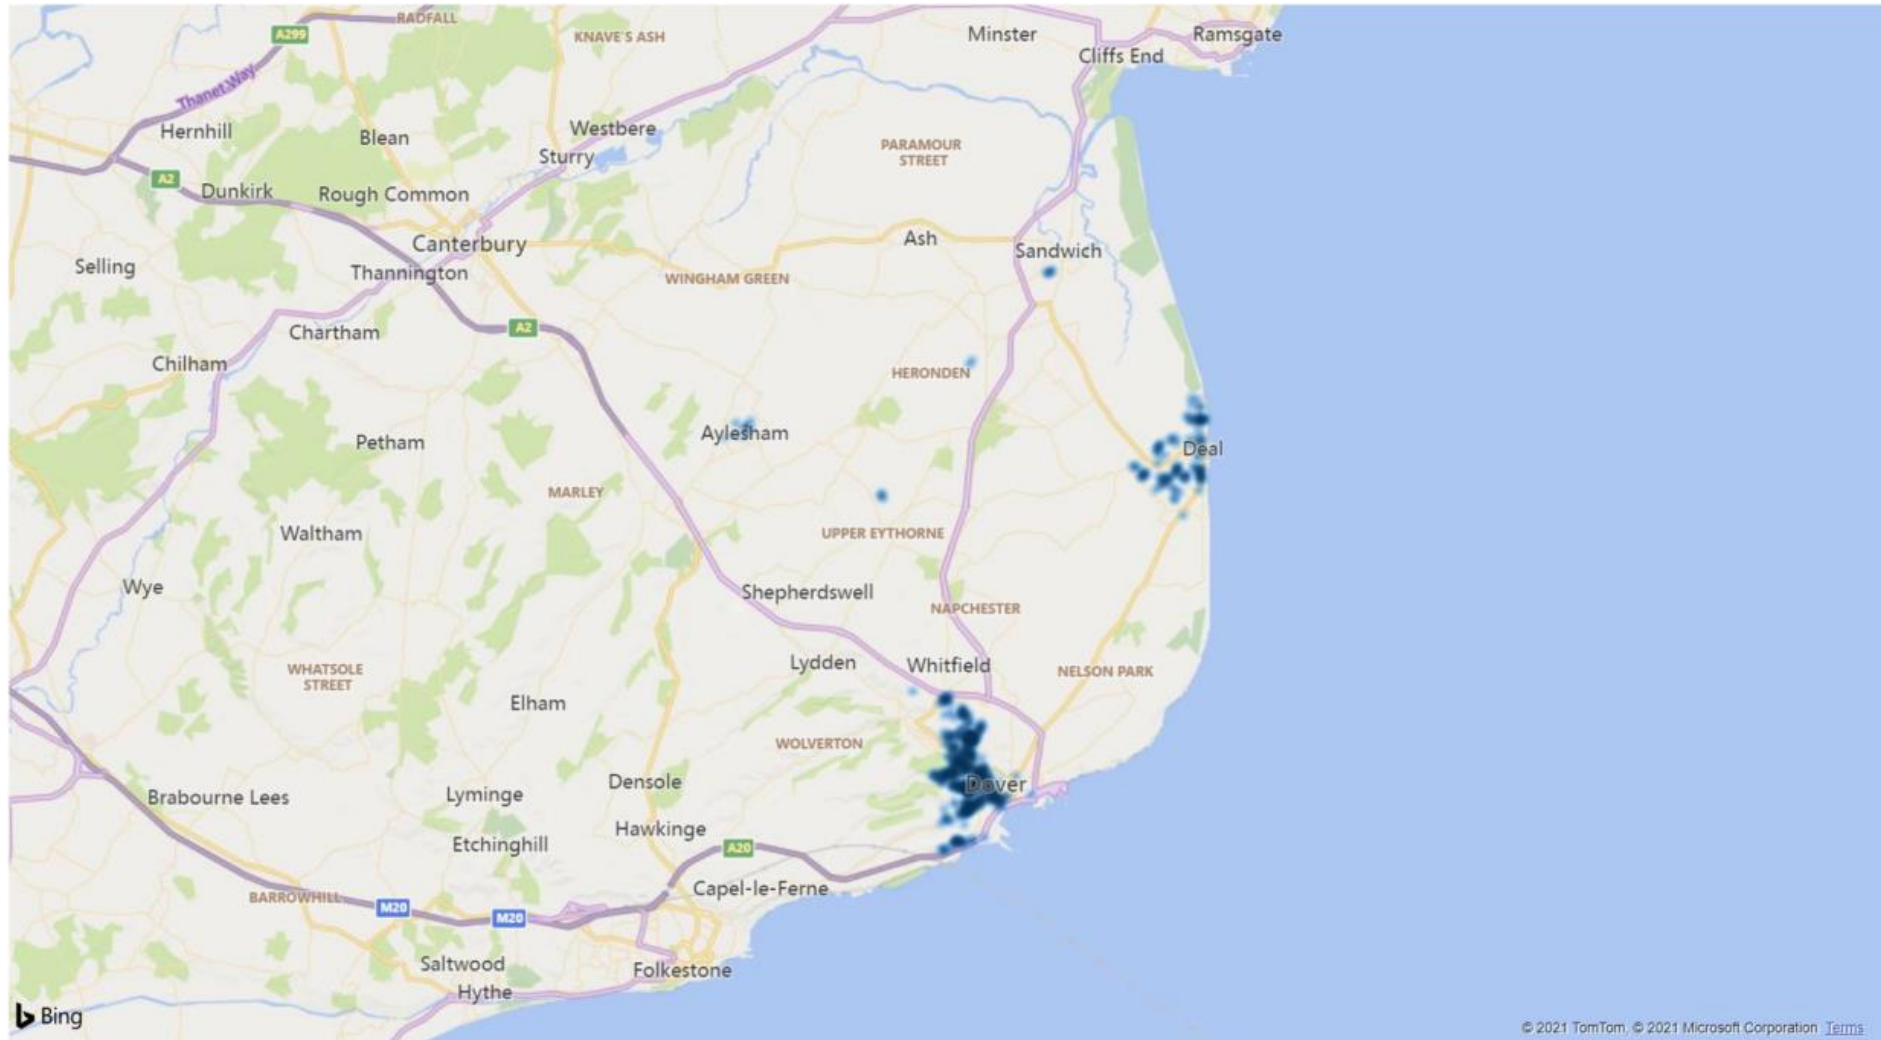 RADFALL
A299
KNAVE'S ASH
Minster
Ramsgate
Cliffs End
Thanet Way
Hernhill
Blean
Westbere
PARAMOUR
STREET
Sturry
A2
Dunkirk
Rough Common
Canterbury
Ash
Sandwich
Selling
Thannington
WINGHAM GREEN
A2
Chartham
Chilham
HERONDEN
Petham
Aylesham
Deal
MARLEY
Waltham
UPPER EYTHORNE
Wye
Shepherdswell
NAPCHESTER
WHATSOLE
STREET
Lydden
Whitfield
NELSON PARK
Elham
WOLVERTON
Densole
Dover
Brabourne Lees
Lyminge
Hawkinge
Etchinghill
A20
Capel-le-Ferne
BARROWHILL
M20
M20
Saltwood
Folkestone
Hythe
Bing
© 2021 TomTom, © 2021 Microsoft Corporation Terms